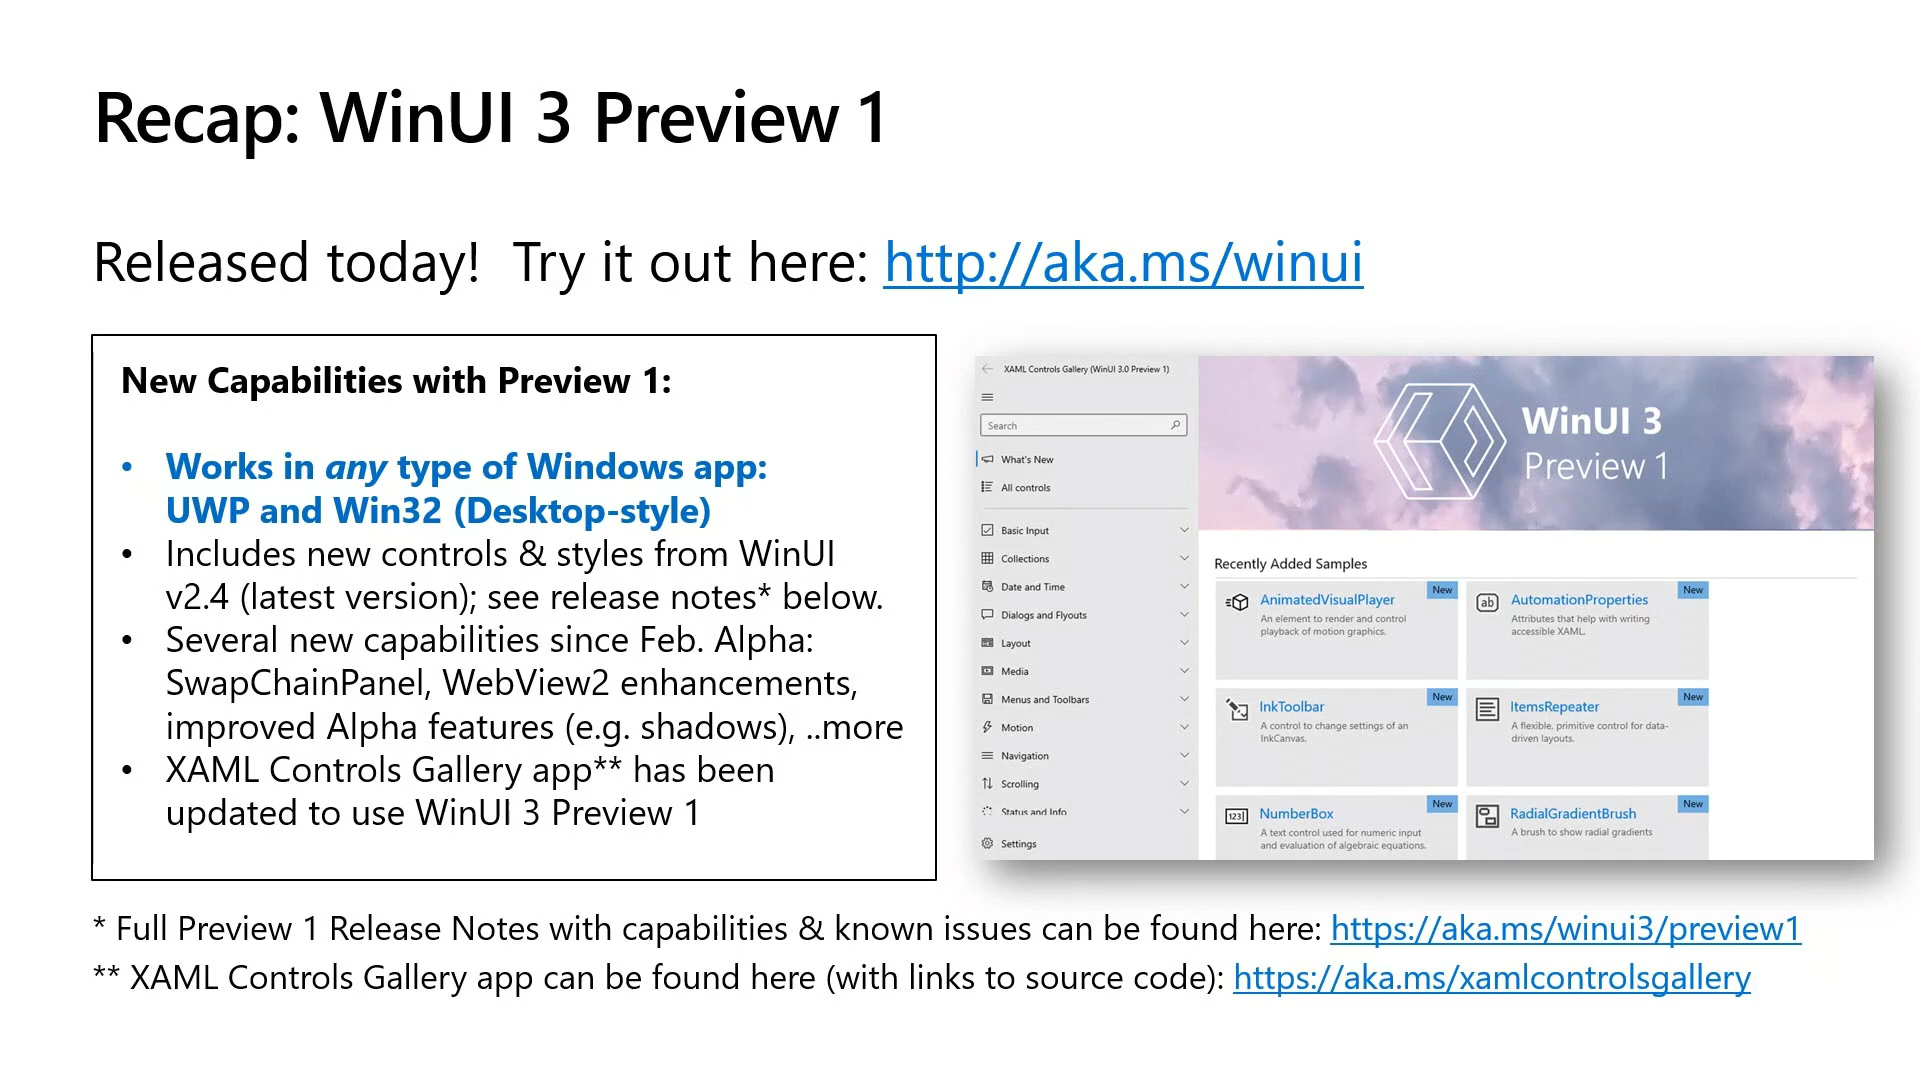 Recap: WinUI 3 Preview 1
Released today!  Try it out here: http://aka.ms/winui
New Capabilities with Preview 1:
• Works in any type of Windows app:
UWP and Win32 (Desktop-style)
• Includes new controls & styles from WinUI
v2.4 (latest version); see release notes* below.
• Several new capabilities since Feb. Alpha:
SwapChainPanel, WebView2 enhancements,
improved Alpha features (e.g. shadows), ..more
• XAML Controls Gallery app** has been
updated to use WinUI 3 Preview 1
XAML Controls Gallery (WinUI 3.0 Preview 1)
Search
What's New
All controls
Basic Input
Collections
Date and Time
Dialogs and Flyouts
Layout
Media
Menus and Toolbars
Motion
Navigation
Scrolling
Status and Info
Settings
WinUI 3
Preview 1
Recently Added Samples
New
AnimatedVisualPlayer
An element to render and control
playback of motion graphics.
New
ab
AutomationProperties
Attributes that help with writing
accessible XAML.
New
InkToolbar
A control to change settings of an
InkCanvas.
New
ItemsRepeater
A flexible, primitive control for data-
driven layouts.
New
123
NumberBox
A text control used for numeric input
and evaluation of algebraic equations.
New
RadialGradientBrush
A brush to show radial gradients
* Full Preview 1 Release Notes with capabilities & known issues can be found here: https://aka.ms/winui3/preview1
** XAML Controls Gallery app can be found here (with links to source code): https://aka.ms/xamlcontrolsgallery